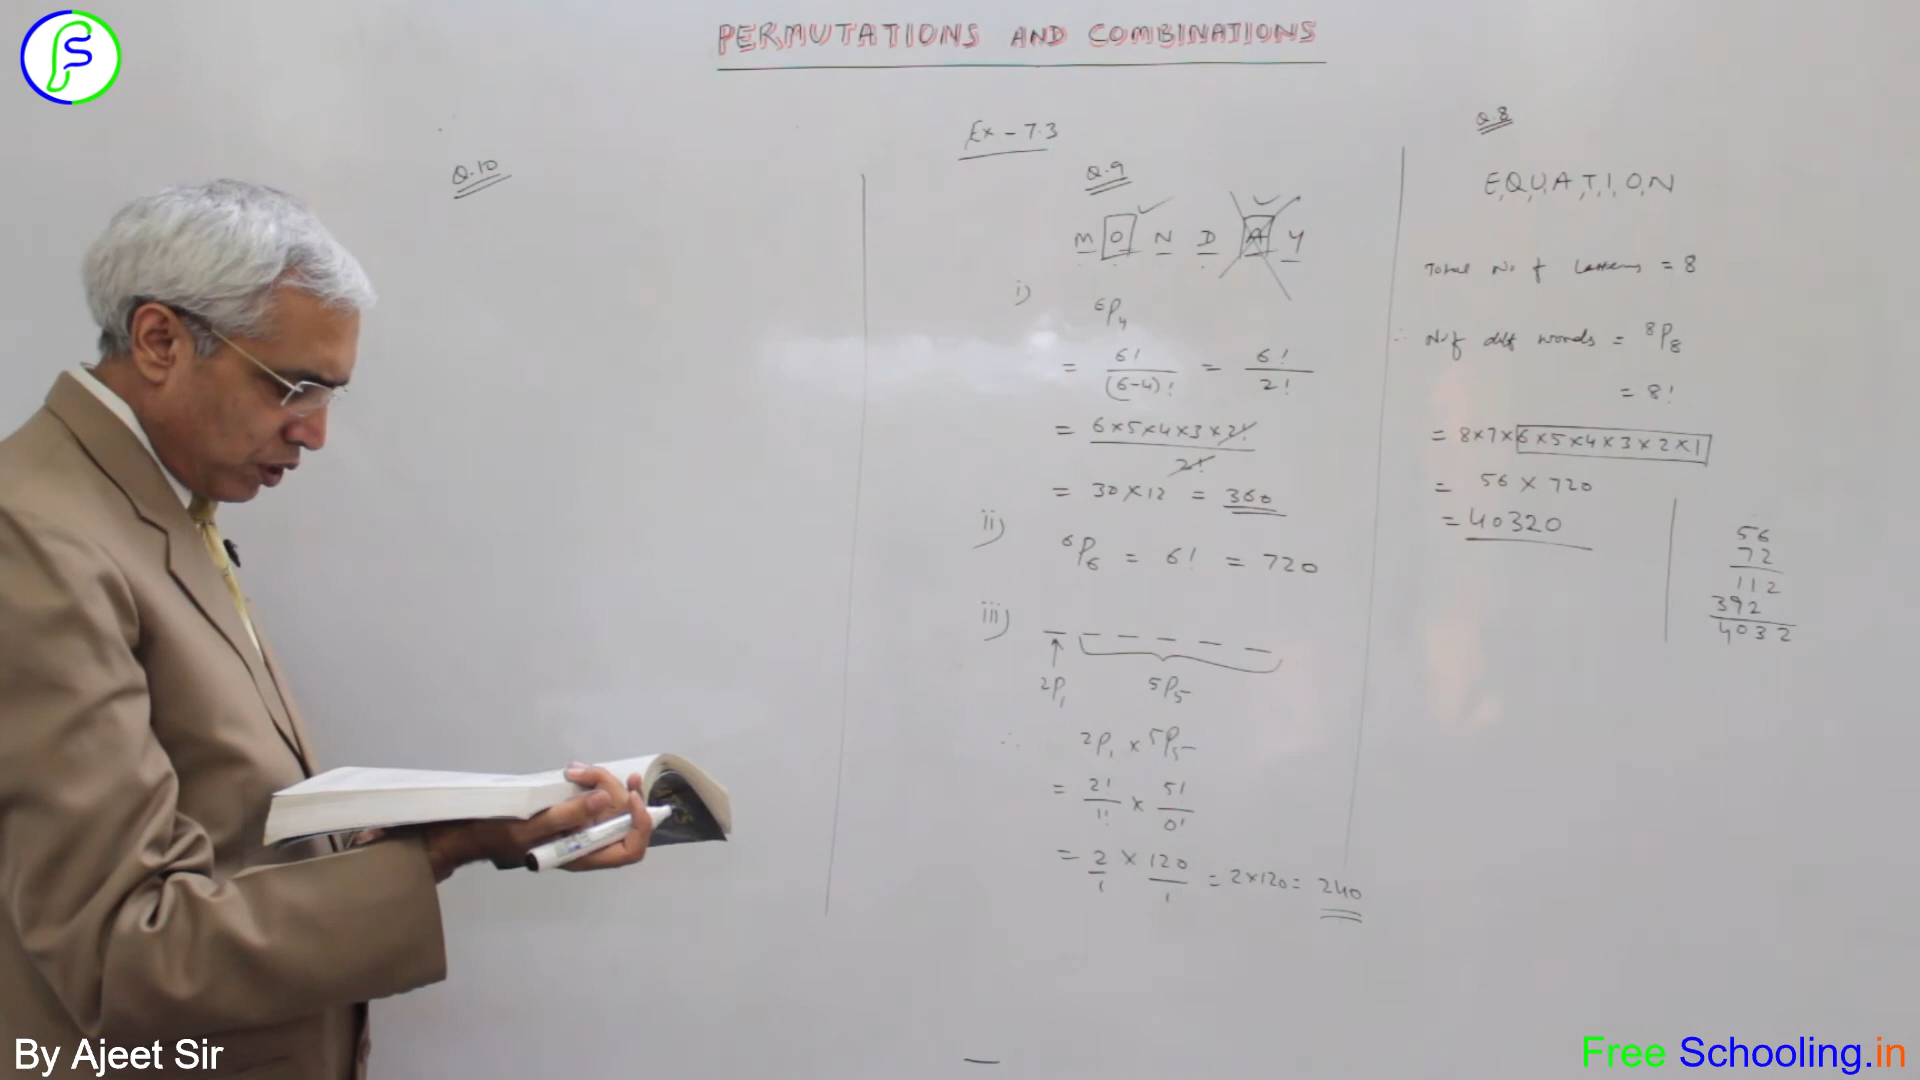 PERMUTATIONS AND COMBINATIONS
Ex - 7.3
Q.10
Q.9
M O N D A Y
i)
⁶P₄
= 6! / (6-4)! = 6! / 2!
= 6×5×4×3×2! / 2!
= 30×12 = 360
ii)
⁶P₆ = 6! = 720
iii)
_ _ _ _ _ _
²P₁ ⁵P₅
∴ ²P₁ × ⁵P₅
= 2! / 1! × 5! / 0!
= 2 / 1 × 120 / 1 = 2×120 = 240
Q.8
E,Q,U,A,T,I,O,N
Total No of Letters = 8
∴ N.of diff words = ⁸P₈
= 8!
= 8×7×6×5×4×3×2×1
= 56 × 720
= 40320
56
72
112
392
4032
By Ajeet Sir
Free Schooling.in